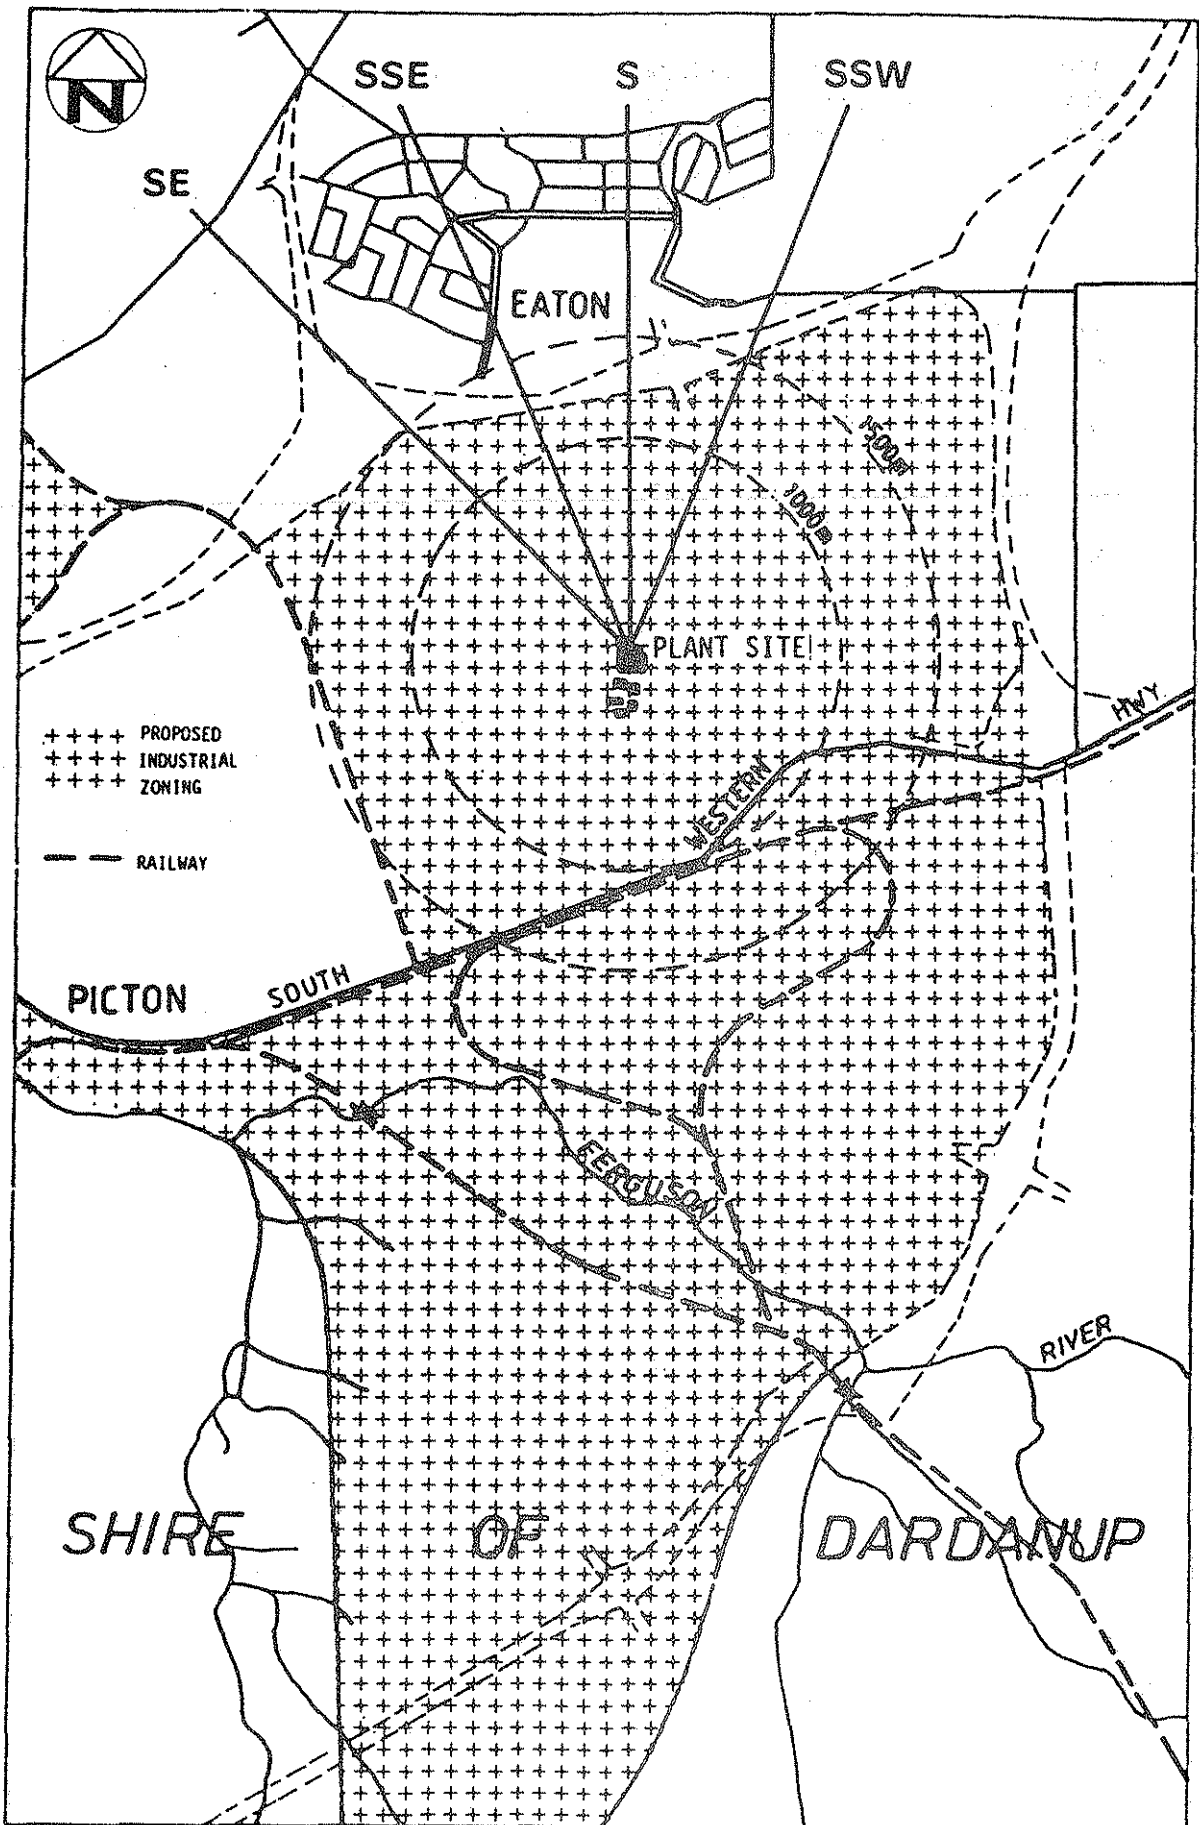 N
SSE
S
SSW
SE
EATON
1500m
1000m
PLANT SITE
HWY
++++ PROPOSED
++++ INDUSTRIAL
++++ ZONING
WESTERN
RAILWAY
SOUTH
PICTON
FERGUSON
RIVER
SHIRE OF DARDANUP